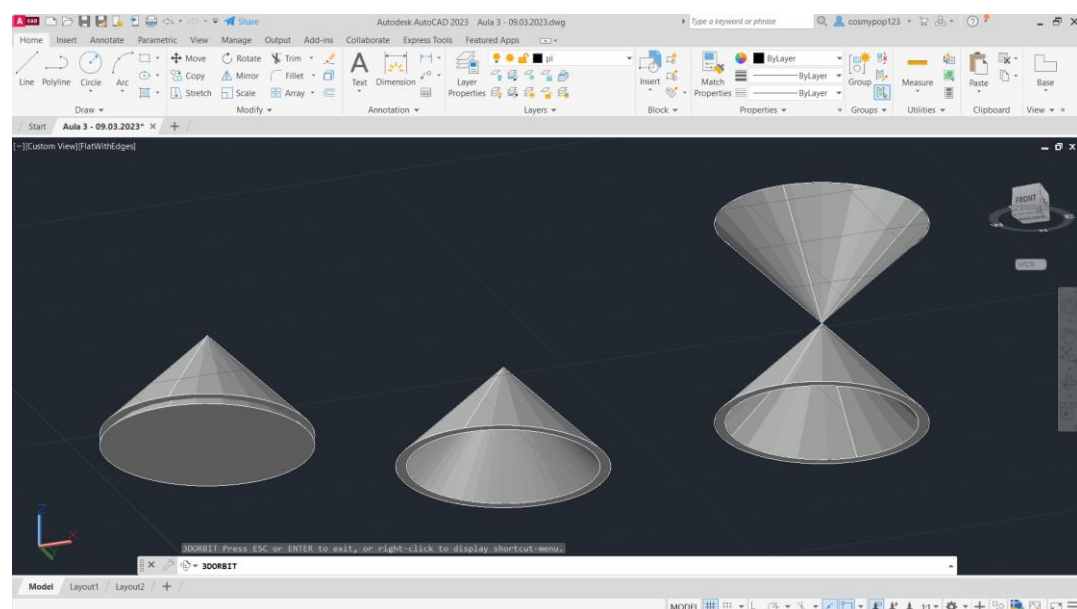 A CAD Share Autodesk AutoCAD 2023 Aula 3 - 09.03.2023.dwg Type a keyword or phrase cosmypop123
Home Insert Annotate Parametric View Manage Output Add-ins Collaborate Express Tools Featured Apps
Move Rotate Trim pl ByLayer
Line Polyline Circle Arc Copy Mirror Fillet Text Dimension Layer Properties Insert Match Properties ByLayer Group Measure Paste Base
Stretch Scale Array ByLayer
Draw Modify Annotation Layers Block Properties Groups Utilities Clipboard View
Start Aula 3 - 09.03.2023*
[−][Custom View][FlatWithEdges]
FRONT
WCS
Z
X
Y
3DORBIT Press ESC or ENTER to exit, or right-click to display shortcut-menu.
3DORBIT
Model Layout1 Layout2
MODEL 1:1